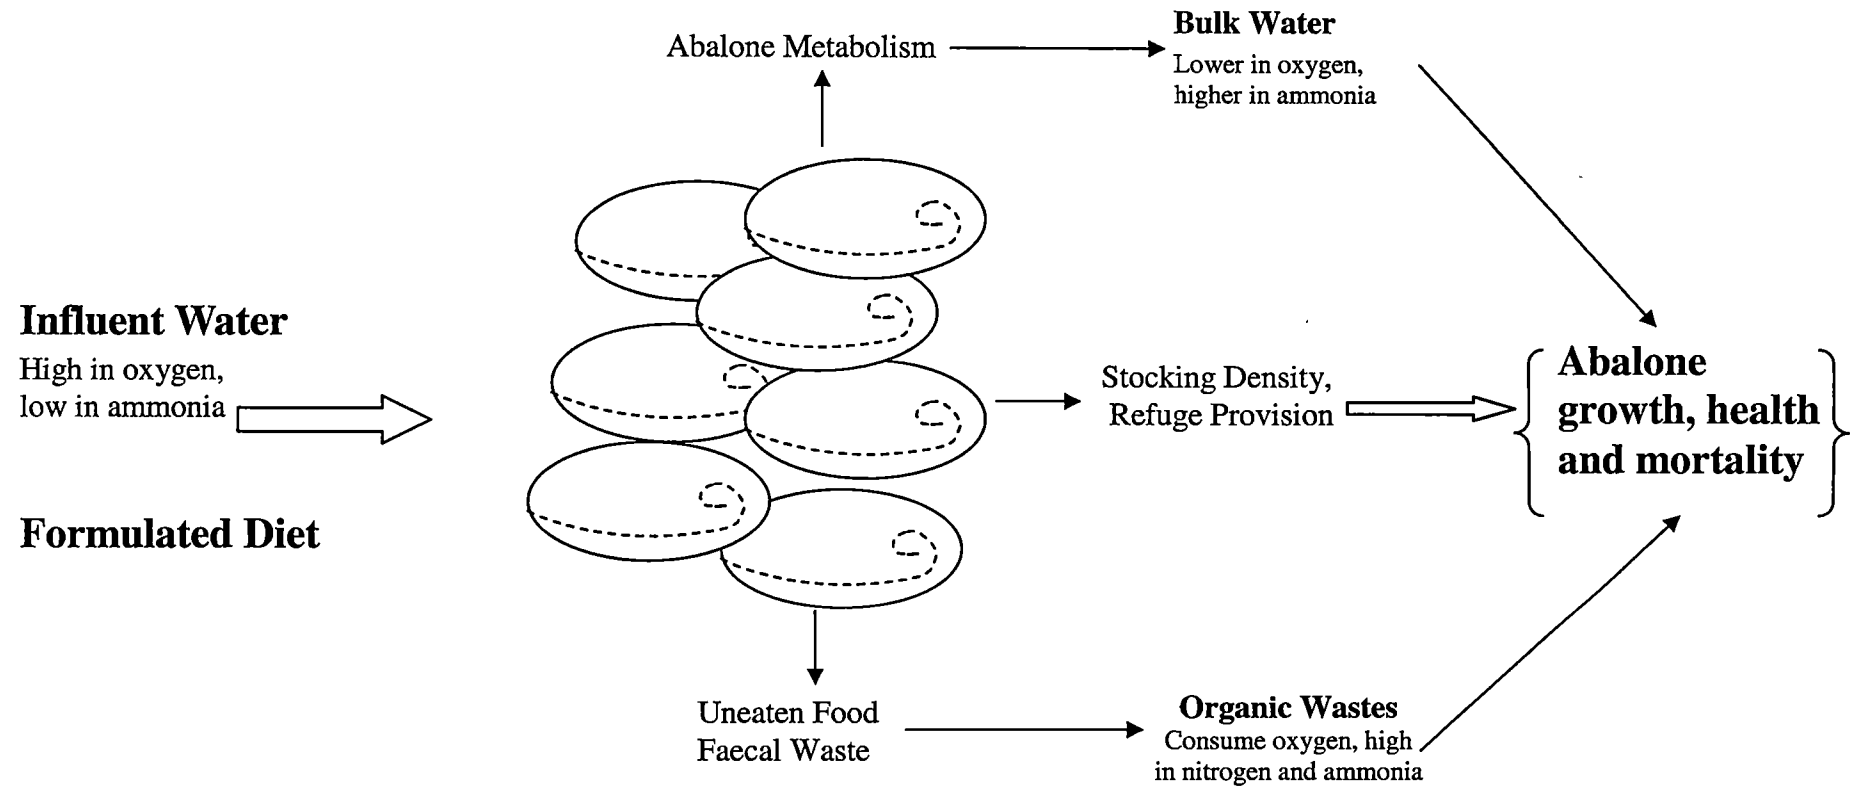 Abalone Metabolism
Bulk Water
Lower in oxygen,
higher in ammonia
Influent Water
High in oxygen,
low in ammonia
Formulated Diet
Stocking Density,
Refuge Provision
Abalone
growth, health
and mortality
Uneaten Food
Faecal Waste
Organic Wastes
Consume oxygen, high
in nitrogen and ammonia